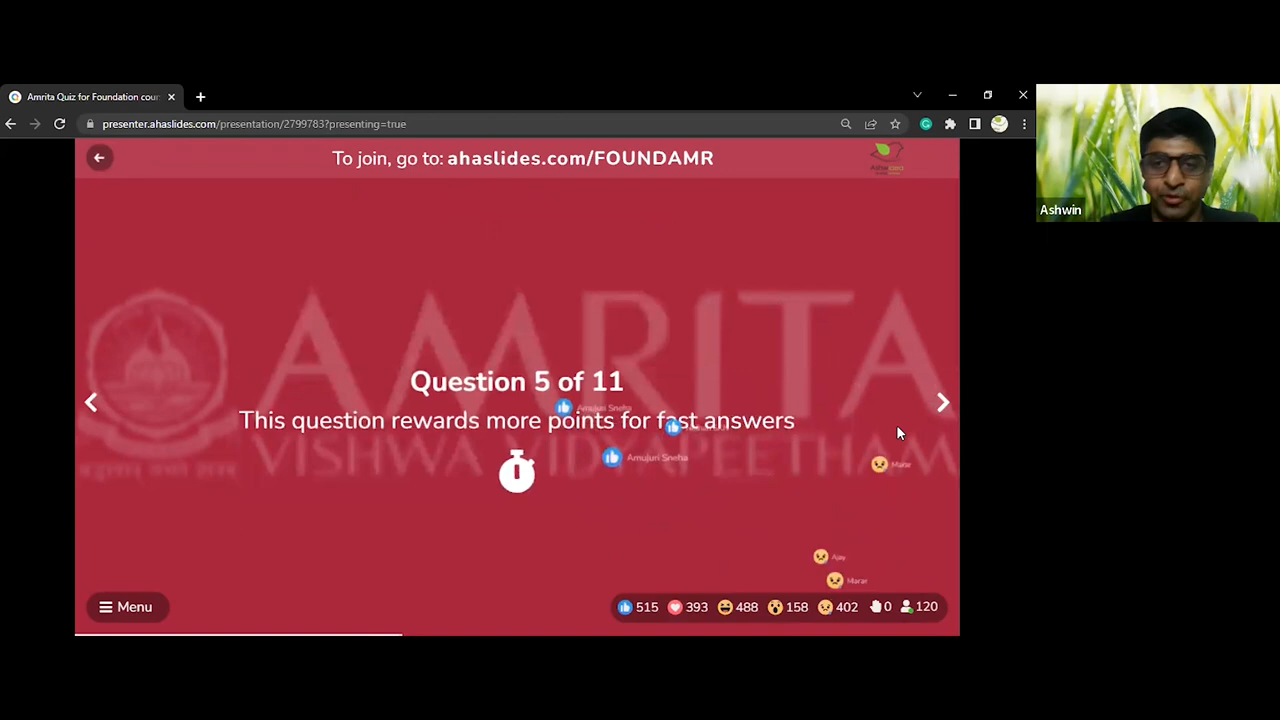 Amrita Quiz for Foundation cour
presenter.ahaslides.com/presentation/2799783?presenting=true
To join, go to: ahaslides.com/FOUNDAMR
Ashwin
AMRITA
VISHWA VIDYAPEETHAM
Question 5 of 11
This question rewards more points for fast answers
Amujuri Sneha
Amujuri Sneha
Ajay
Menu
515 393 488 158 402 0 120